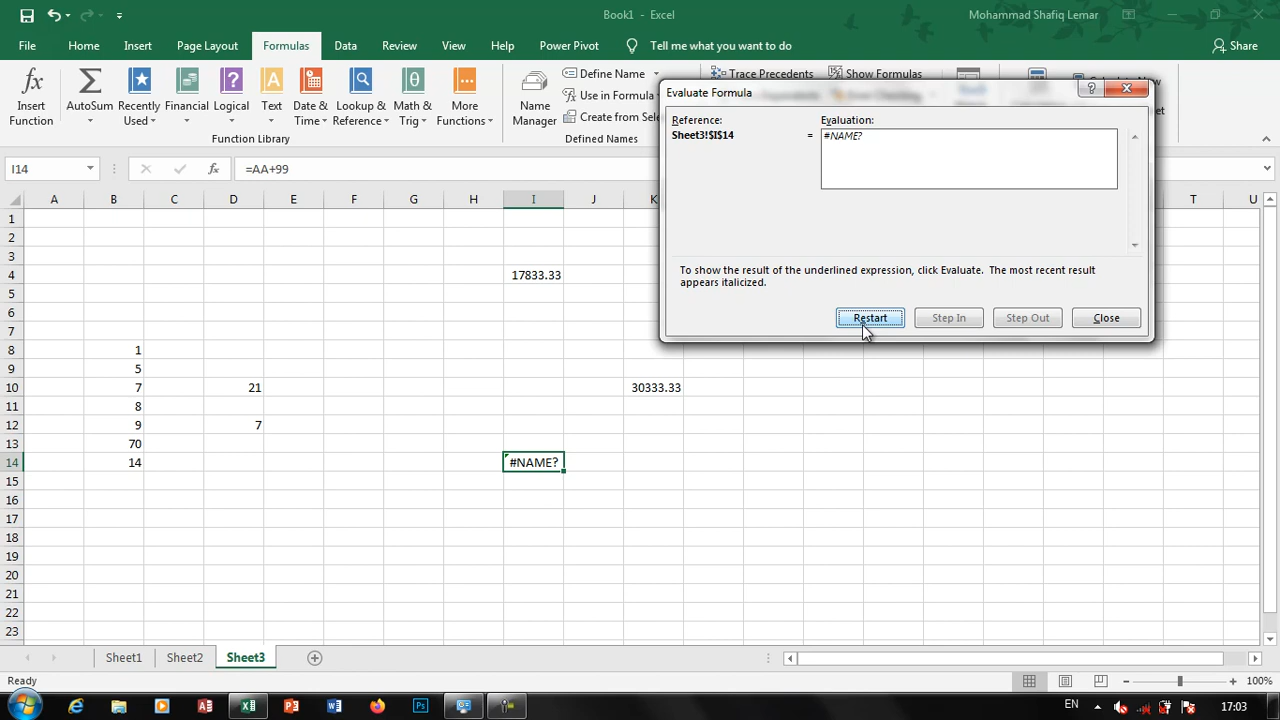 Book1 - Excel
Mohammad Shafiq Lemar
File Home Insert Page Layout Formulas Data Review View Help Power Pivot Tell me what you want to do Share
Insert Function
AutoSum
Recently Used
Financial
Logical
Text
Date & Time
Lookup & Reference
Math & Trig
More Functions
Function Library
Name Manager
Define Name
Use in Formula
Create from Sele
Trace Precedents
Show Formulas
Evaluate Formula
?
Reference:
Evaluation:
Sheet3!$I$14 = #NAME?
To show the result of the underlined expression, click Evaluate. The most recent result
appears italicized.
Restart Step In Step Out Close
I14 fx =AA+99
A B C D E F G H I J K T U
1
2
3
4 17833.33
5
6
7
8 1
9 5
10 7 21 30333.33
11 8
12 9 7
13 70
14 14 #NAME?
15
16
17
18
19
20
21
22
23
Sheet1 Sheet2 Sheet3
Ready
100%
EN
17:03